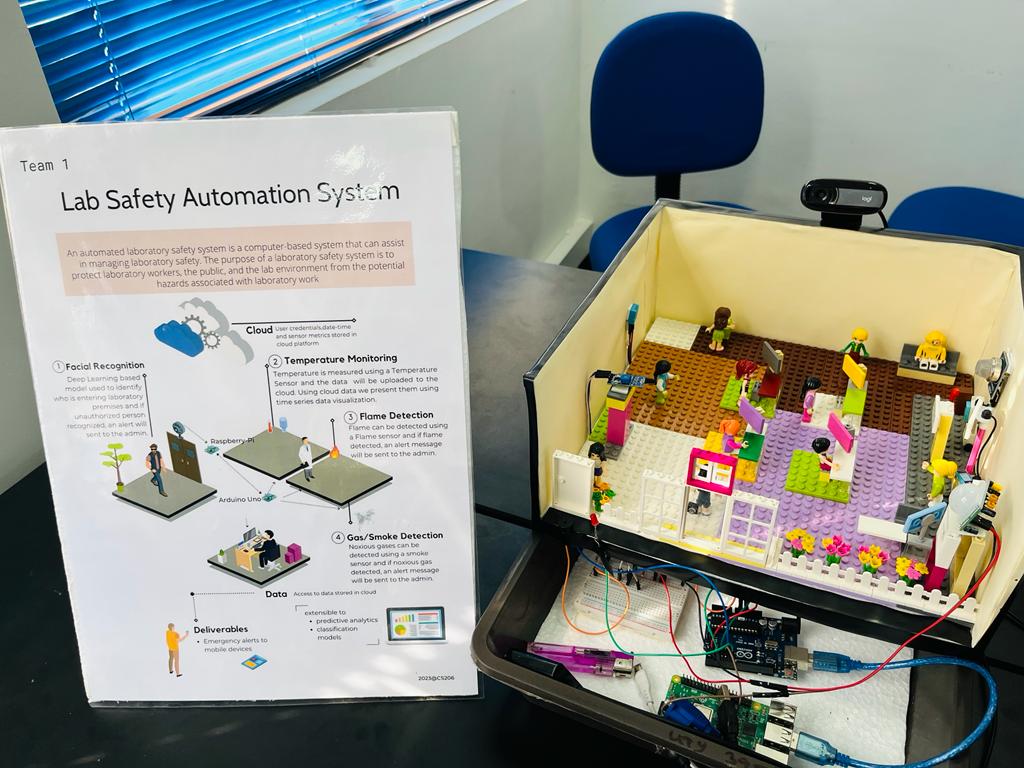 Team 1
Lab Safety Automation System
An automated laboratory safety system is a computer-based system that can assist
in managing laboratory safety. The purpose of a laboratory safety system is to
protect laboratory workers, the public, and the lab environment from the potential
hazards associated with laboratory work
Cloud
User credentials,date-time
and sensor metrics stored in
cloud platform
1 Facial Recognition
Deep Learning based
model used to identify
who is entering laboratory
premises and if
unauthorized person
recognized, an alert will
sent to the admin.
2 Temperature Monitoring
Temperature is measured using a Temperature
Sensor and the data will be uploaded to the
cloud. Using cloud data we present them using
time series data visualization.
3 Flame Detection
Flame can be detected using
a Flame sensor and if flame
detected, an alert message
will be sent to the admin.
Raspberry-Pi
Arduino Uno
4 Gas/Smoke Detection
Noxious gases can be
detected using a smoke
sensor and if noxious gas
detected, an alert message
will be sent to the admin.
Data Access to data stored in cloud
extensible to
• predictive analytics
• classification
models
Deliverables
• Emergency alerts to
mobile devices
2023@CS206
logi